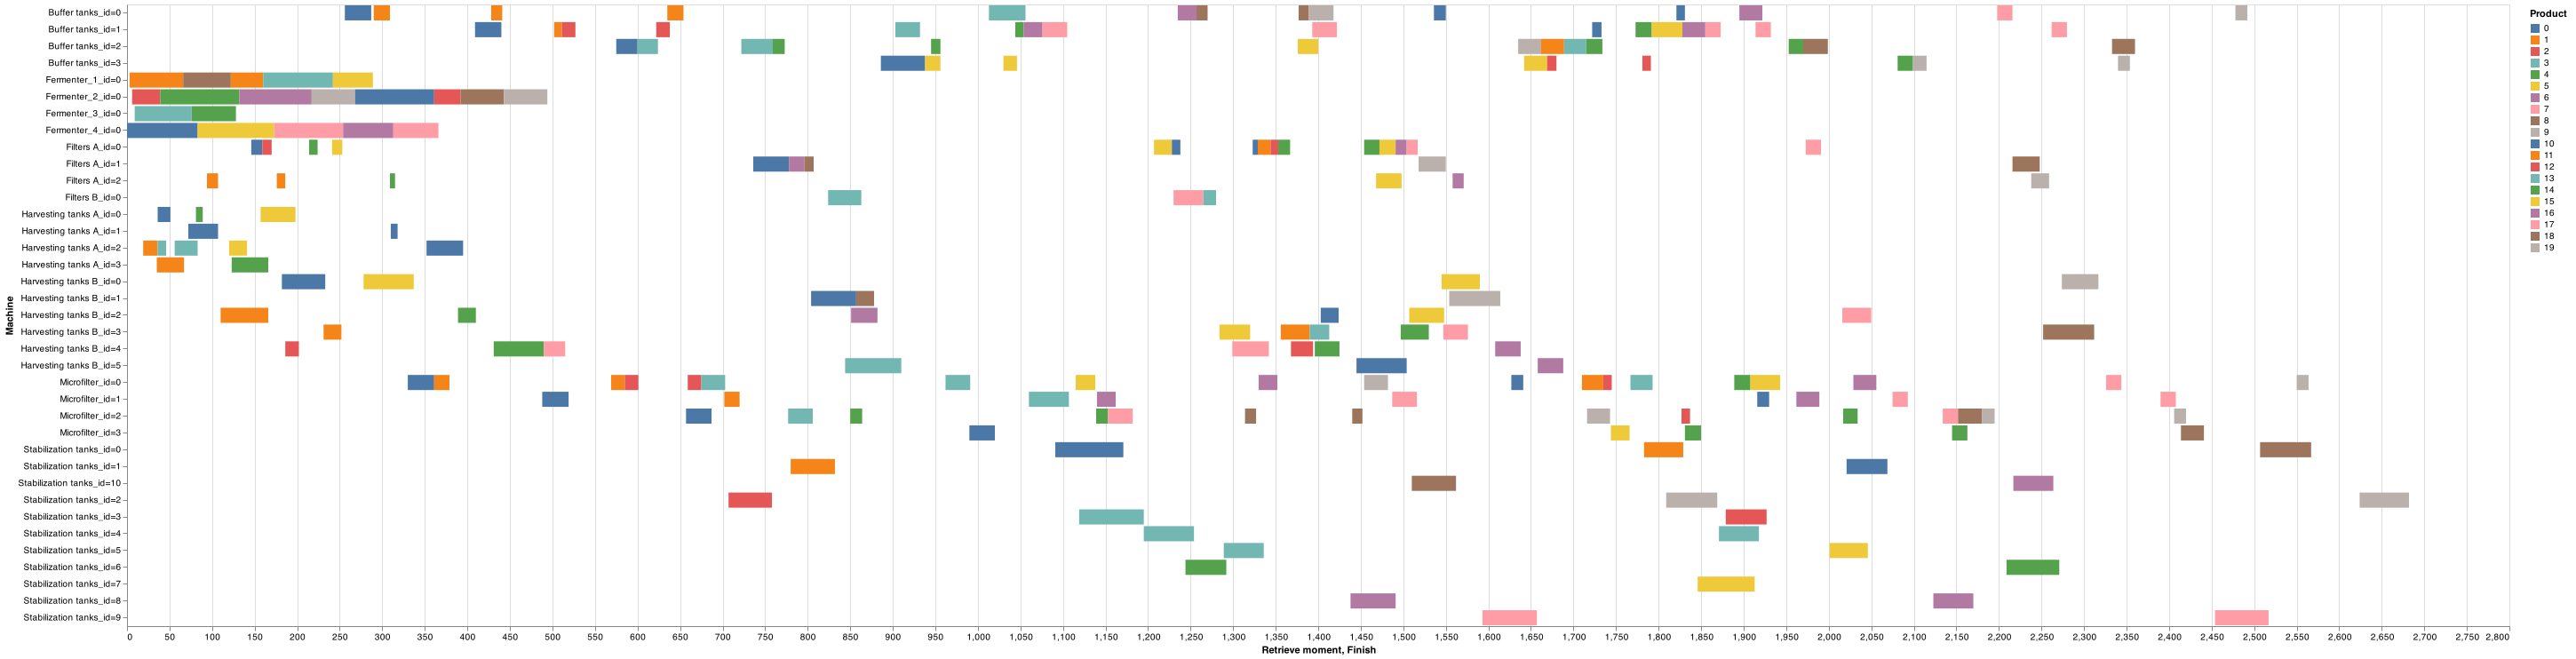 Product
0
1
2
3
4
5
6
7
8
9
10
11
12
13
14
15
16
17
18
19
Machine
Buffer tanks_id=0
Buffer tanks_id=1
Buffer tanks_id=2
Buffer tanks_id=3
Fermenter_1_id=0
Fermenter_2_id=0
Fermenter_3_id=0
Fermenter_4_id=0
Filters A_id=0
Filters A_id=1
Filters A_id=2
Filters B_id=0
Harvesting tanks A_id=0
Harvesting tanks A_id=1
Harvesting tanks A_id=2
Harvesting tanks A_id=3
Harvesting tanks B_id=0
Harvesting tanks B_id=1
Harvesting tanks B_id=2
Harvesting tanks B_id=3
Harvesting tanks B_id=4
Harvesting tanks B_id=5
Microfilter_id=0
Microfilter_id=1
Microfilter_id=2
Microfilter_id=3
Stabilization tanks_id=0
Stabilization tanks_id=1
Stabilization tanks_id=10
Stabilization tanks_id=2
Stabilization tanks_id=3
Stabilization tanks_id=4
Stabilization tanks_id=5
Stabilization tanks_id=6
Stabilization tanks_id=7
Stabilization tanks_id=8
Stabilization tanks_id=9
0 50 100 150 200 250 300 350 400 450 500 550 600 650 700 750 800 850 900 950 1,000 1,050 1,100 1,150 1,200 1,250 1,300 1,350 1,400 1,450 1,500 1,550 1,600 1,650 1,700 1,750 1,800 1,850 1,900 1,950 2,000 2,050 2,100 2,150 2,200 2,250 2,300 2,350 2,400 2,450 2,500 2,550 2,600 2,650 2,700 2,750 2,800
Retrieve moment, Finish